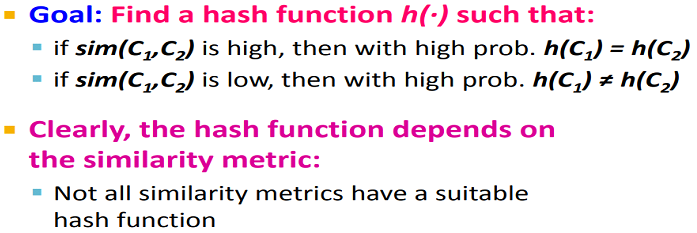 Goal: Find a hash function h(·) such that:
if sim(C₁,C₂) is high, then with high prob. h(C₁) = h(C₂)
if sim(C₁,C₂) is low, then with high prob. h(C₁) ≠ h(C₂)
Clearly, the hash function depends on
the similarity metric:
Not all similarity metrics have a suitable
hash function